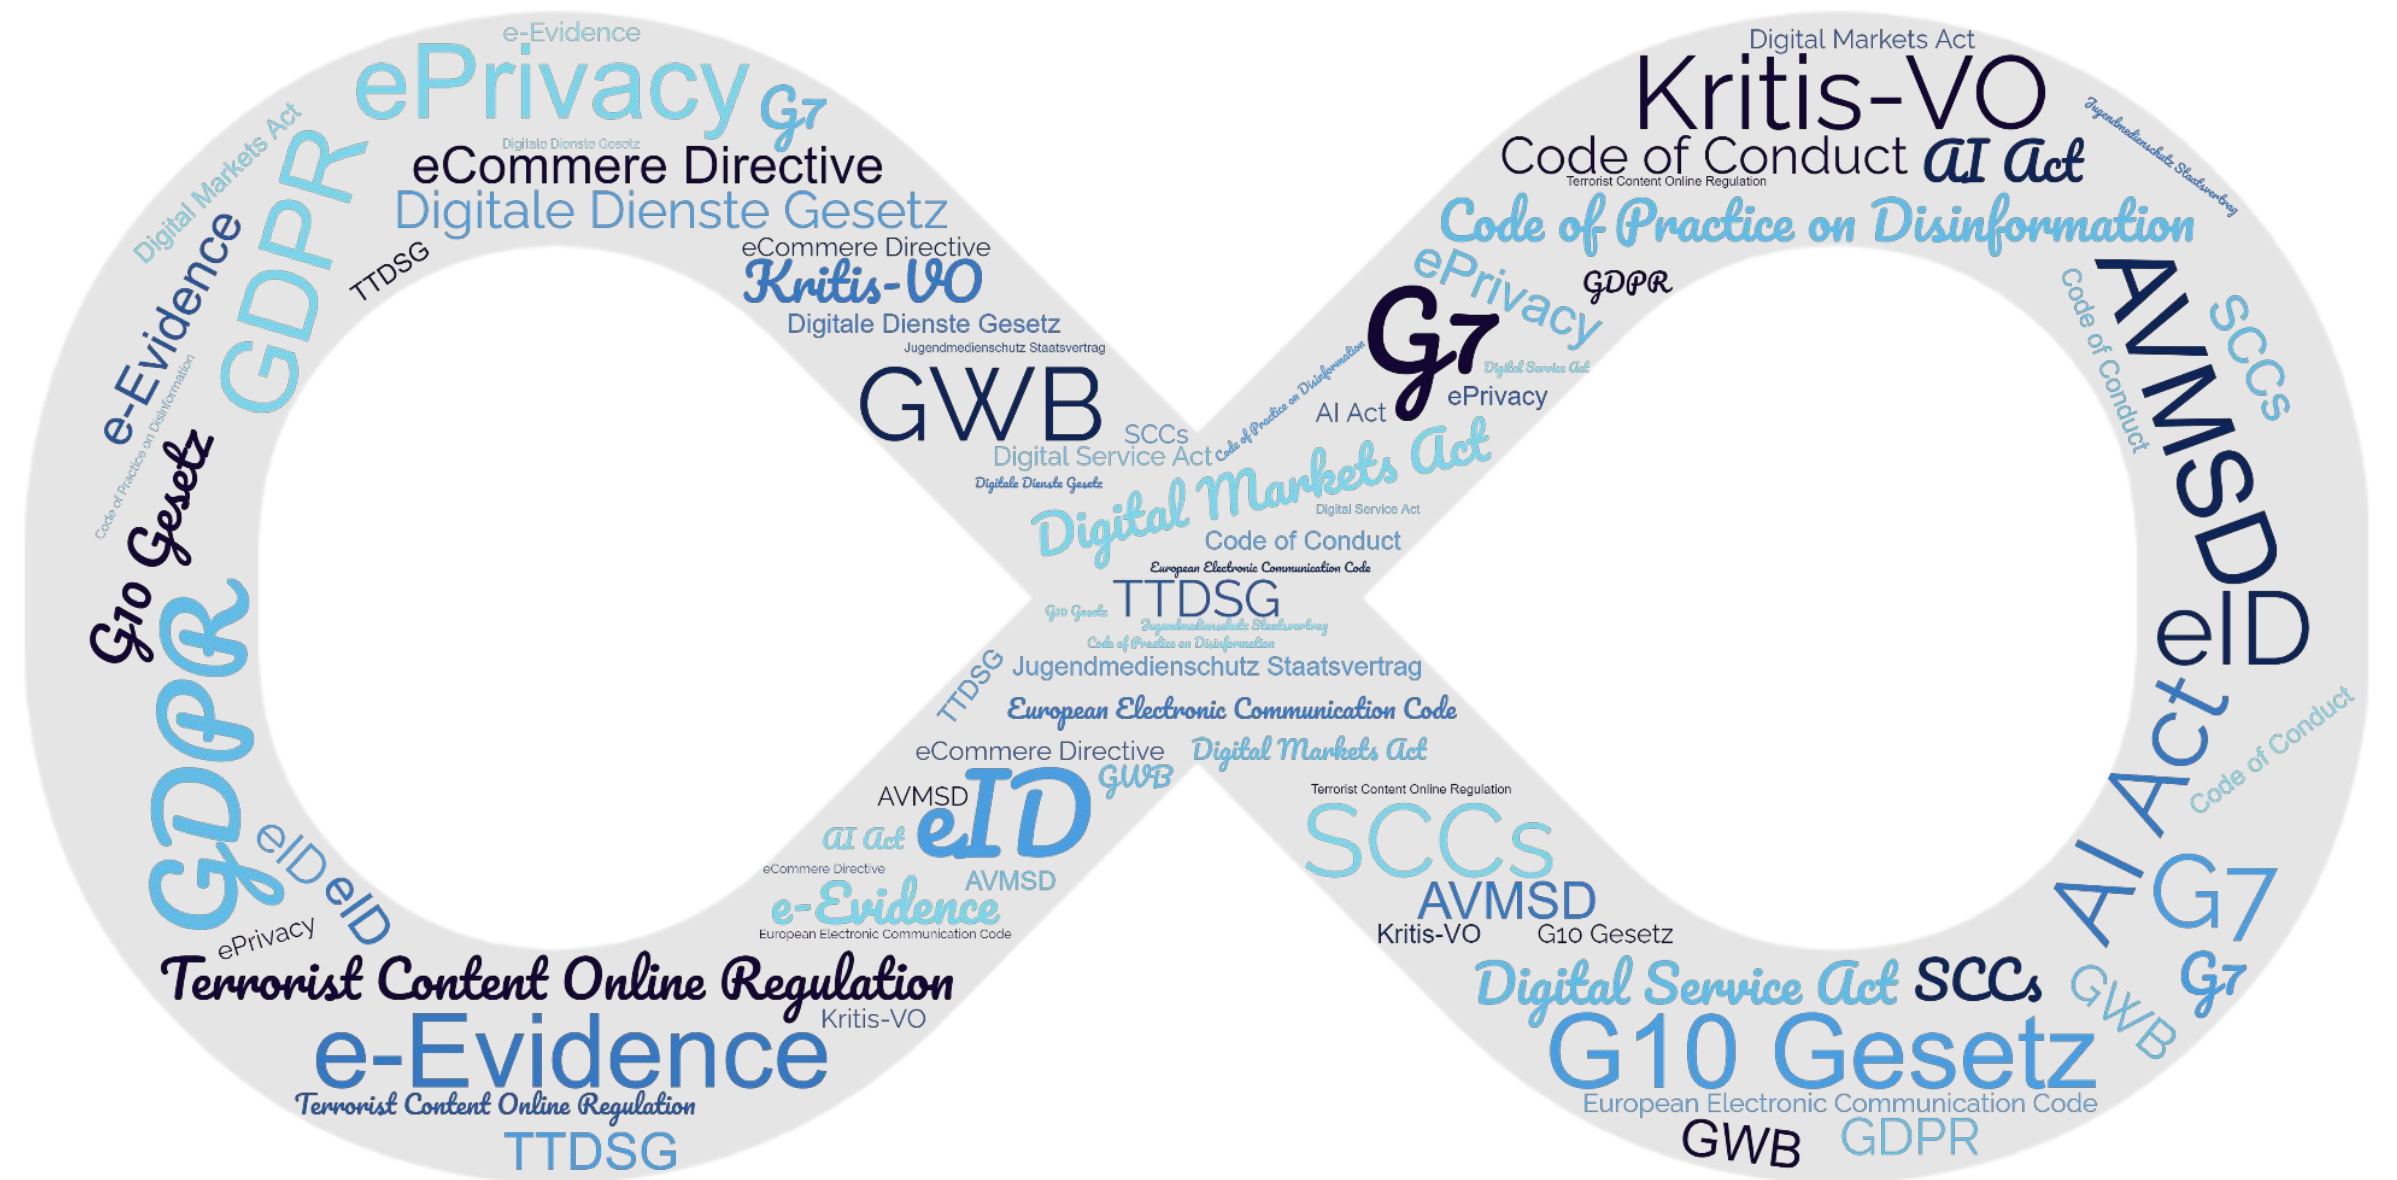 e-Evidence
ePrivacy
G7
Digitale Dienste Gesetz
eCommere Directive
Digitale Dienste Gesetz
Digital Markets Act
GDPR
TTDSG
e-Evidence
Code of Practice on Disinformation
G10 Gesetz
GDPR
eID
eID
ePrivacy
eCommere Directive
Kritis-VO
Digitale Dienste Gesetz
Jugendmedienschutz Staatsvertrag
GWB
SCCs
Digital Service Act
Digitale Dienste Gesetz
Code of Practice on Disinformation
Digital Markets Act
Digital Service Act
Code of Conduct
European Electronic Communication Code
TTDSG
G10 Gesetz
Jugendmedienschutz Staatsvertrag
Code of Practice on Disinformation
Jugendmedienschutz Staatsvertrag
TTDSG
European Electronic Communication Code
eCommere Directive
Digital Markets Act
GWB
AVMSD
eID
AI Act
eCommere Directive
AVMSD
e-Evidence
European Electronic Communication Code
Terrorist Content Online Regulation
Kritis-VO
e-Evidence
Terrorist Content Online Regulation
TTDSG
Digital Markets Act
Kritis-VO
Code of Conduct
AI Act
Terrorist Content Online Regulation
Jugendmedienschutz Staatsvertrag
Code of Practice on Disinformation
ePrivacy
GDPR
G7
Digital Service Act
ePrivacy
AI Act
AVMSD
SCCs
Code of Conduct
eID
AI Act
Code of Conduct
G7
G7
GWB
Terrorist Content Online Regulation
SCCs
AVMSD
Kritis-VO
G10 Gesetz
Digital Service Act
SCCs
G10 Gesetz
European Electronic Communication Code
GWB
GDPR